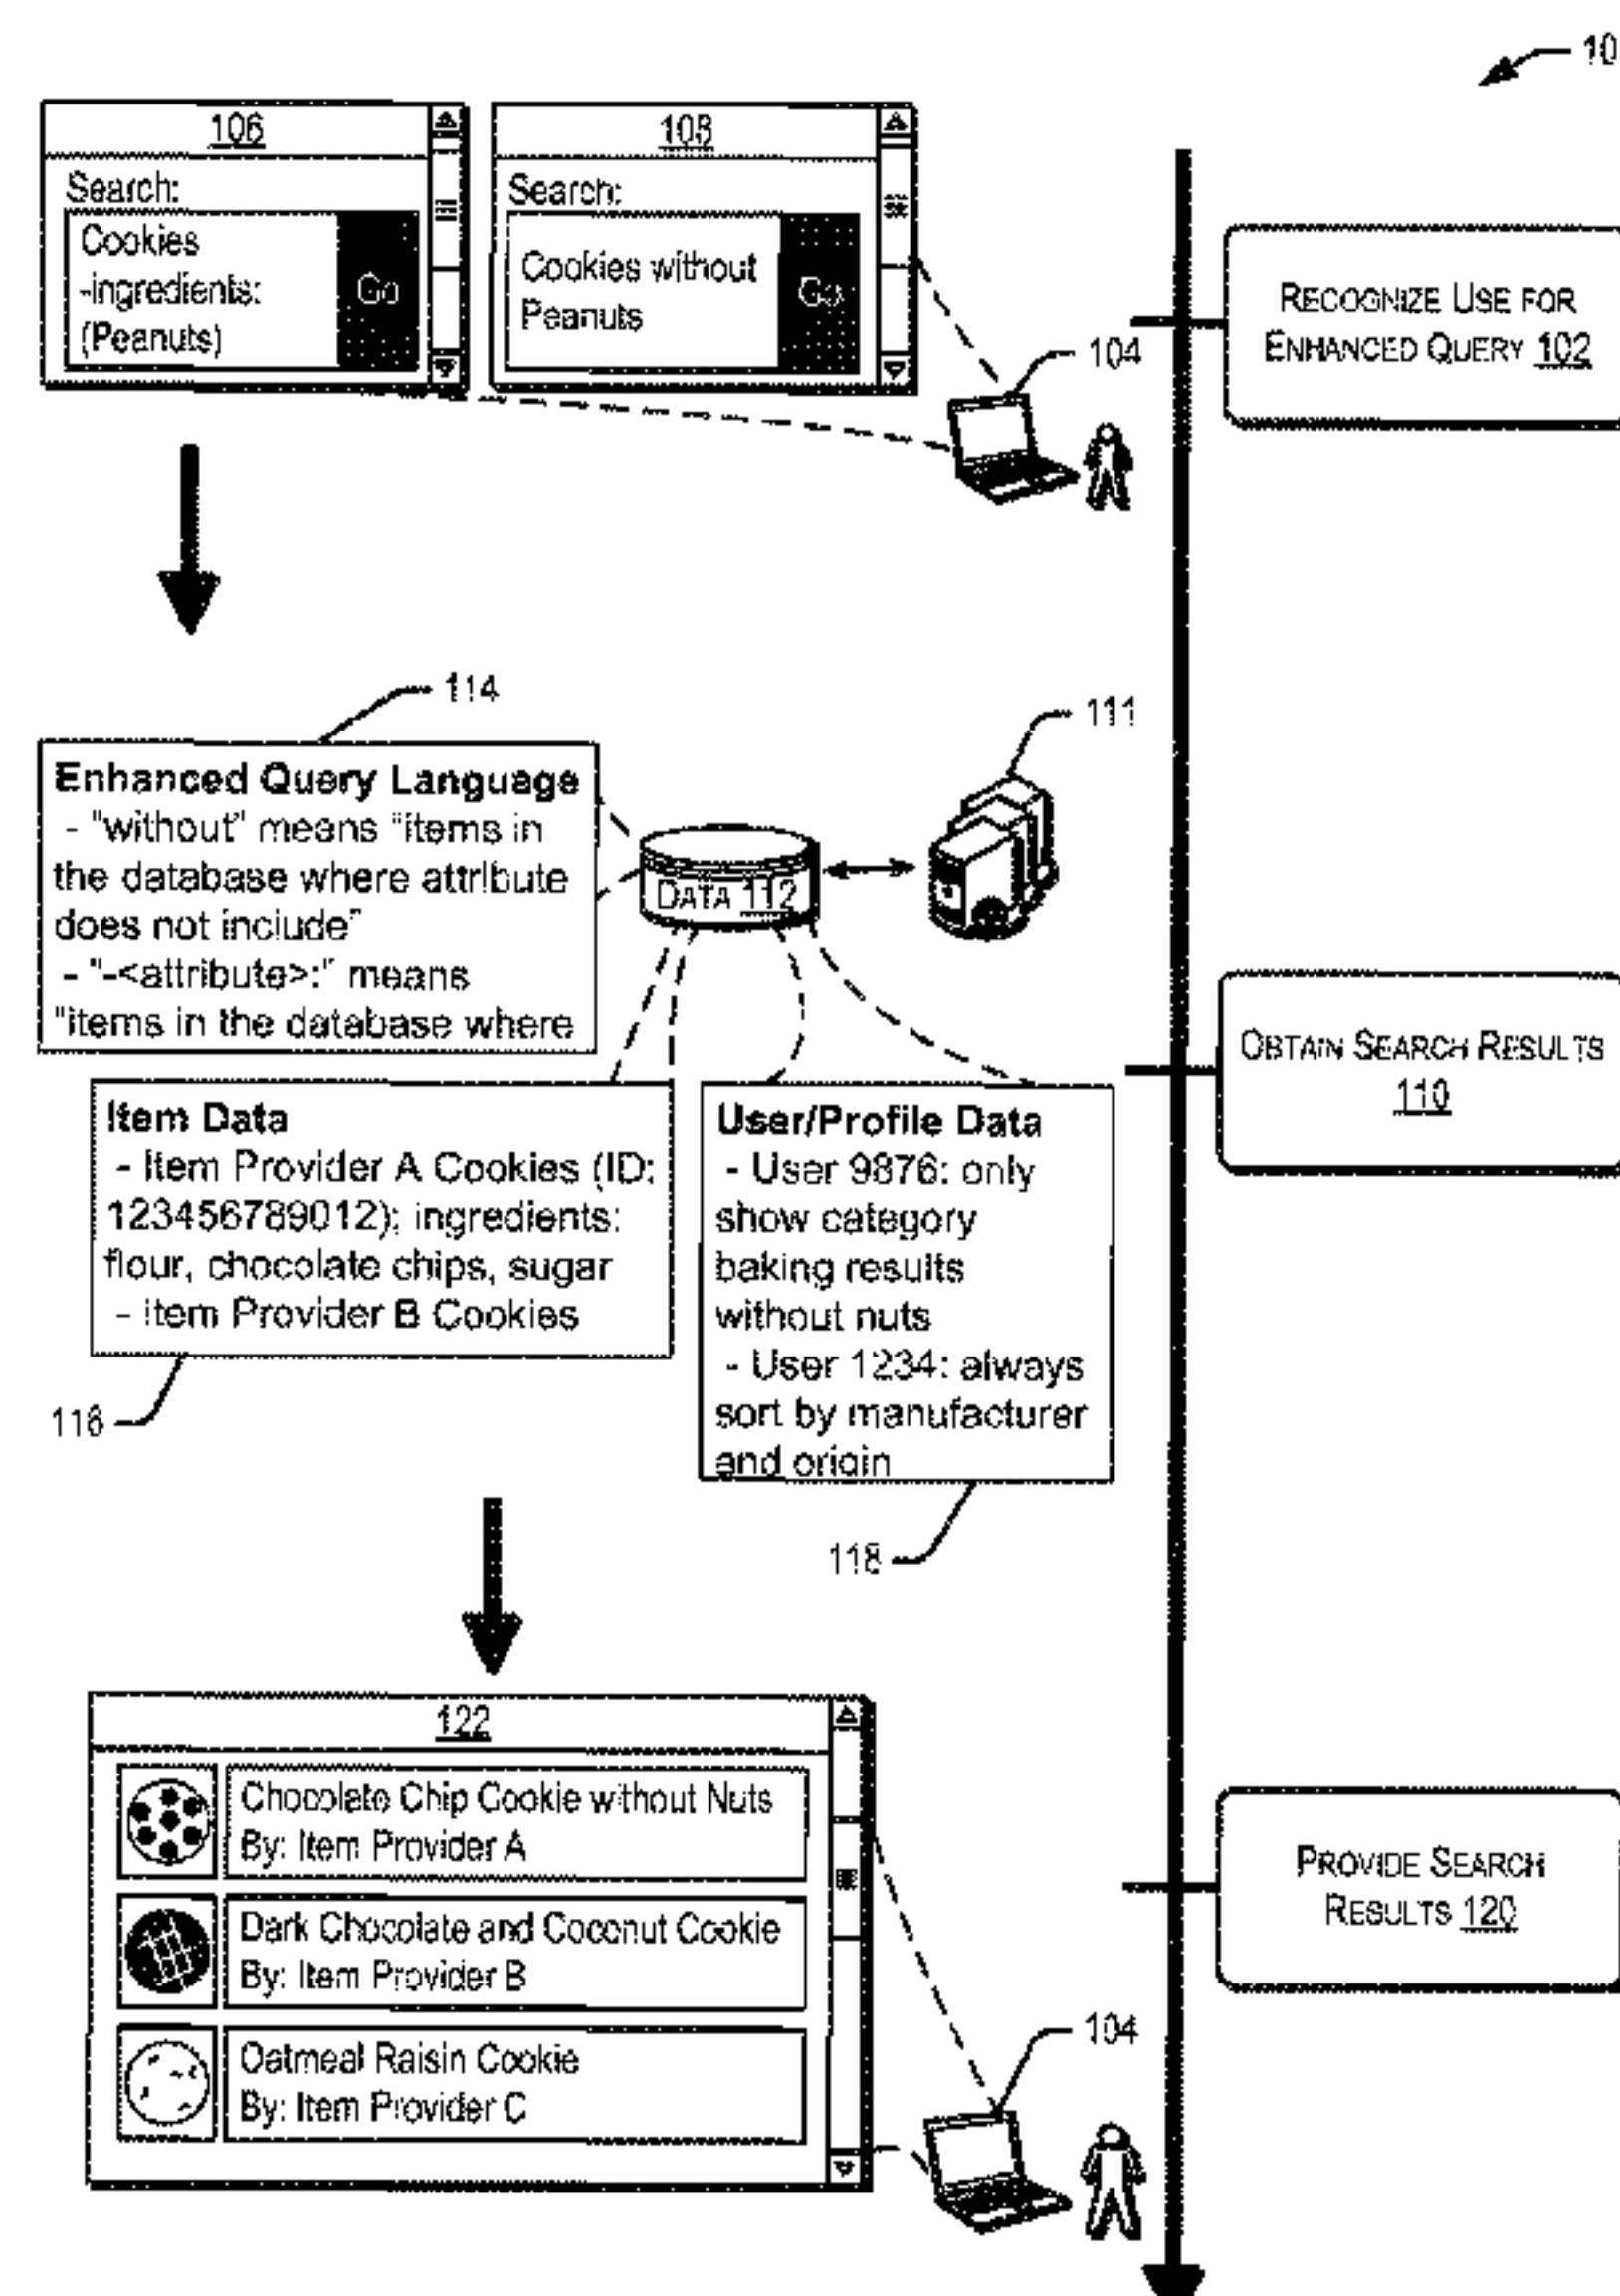 10
106
Search:
Cookies
-ingredients:
(Peanuts)
Go
108
Search:
Cookies without
Peanuts
Go
104
RECOGNIZE USE FOR
ENHANCED QUERY 102
114
Enhanced Query Language
- "without" means "items in
the database where attribute
does not include"
- "-<attribute>:" means
"items in the database where
DATA 112
111
OBTAIN SEARCH RESULTS
110
Item Data
- Item Provider A Cookies (ID:
123456789012); ingredients:
flour, chocolate chips, sugar
- Item Provider B Cookies
116
User/Profile Data
- User 9876: only
show category
baking results
without nuts
- User 1234: always
sort by manufacturer
and origin
118
122
Chocolate Chip Cookie without Nuts
By: Item Provider A
Dark Chocolate and Coconut Cookie
By: Item Provider B
Oatmeal Raisin Cookie
By: Item Provider C
104
PROVIDE SEARCH
RESULTS 120